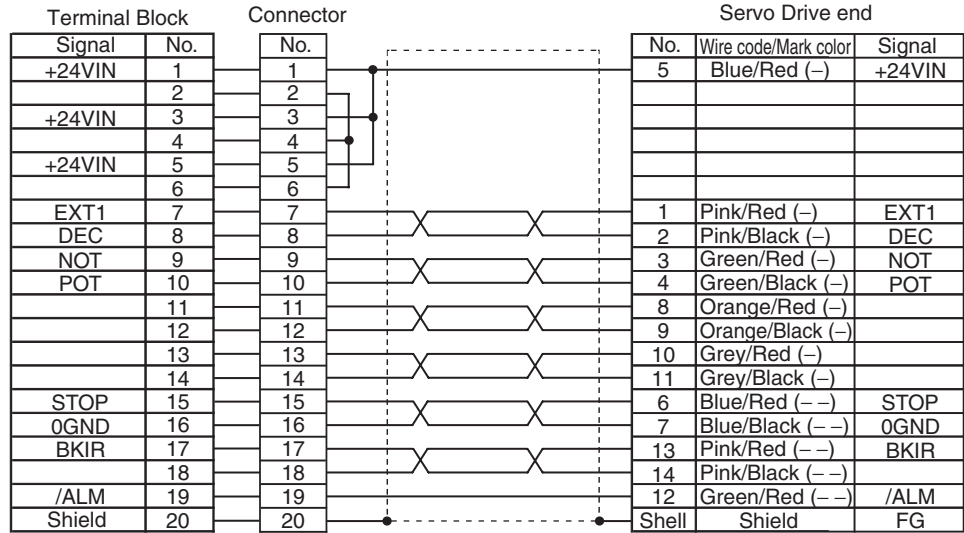 Terminal Block Connector Servo Drive end
Signal No. No. No. Wire code/Mark color Signal
+24VIN 1 1 5 Blue/Red (−) +24VIN
2 2
+24VIN 3 3
4 4
+24VIN 5 5
6 6
EXT1 7 7 1 Pink/Red (−) EXT1
DEC 8 8 2 Pink/Black (−) DEC
NOT 9 9 3 Green/Red (−) NOT
POT 10 10 4 Green/Black (−) POT
11 11 8 Orange/Red (−)
12 12 9 Orange/Black (−)
13 13 10 Grey/Red (−)
14 14 11 Grey/Black (−)
STOP 15 15 6 Blue/Red (− −) STOP
0GND 16 16 7 Blue/Black (− −) 0GND
BKIR 17 17 13 Pink/Red (− −) BKIR
18 18 14 Pink/Black (− −)
/ALM 19 19 12 Green/Red (− −) /ALM
Shield 20 20 Shell Shield FG